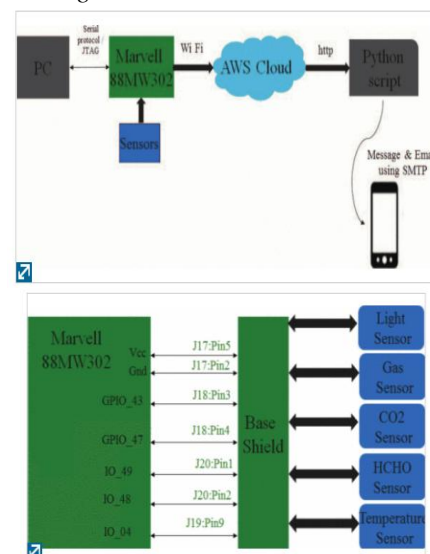 Serial
protocol /
JTAG
PC
Marvell
88MW302
Wi Fi
AWS Cloud
http
Python
script
Sensors
Message & Ema
using SMTP
Marvell
88MW302
Vcc
Gnd
GPIO_43
GPIO_47
IO_49
IO_48
IO_04
J17:Pin5
J17:Pin2
J18:Pin3
J18:Pin4
J20:Pin1
J20:Pin2
J19:Pin9
Base
Shield
Light
Sensor
Gas
Sensor
CO2
Sensor
HCHO
Sensor
Temperature
Sensor